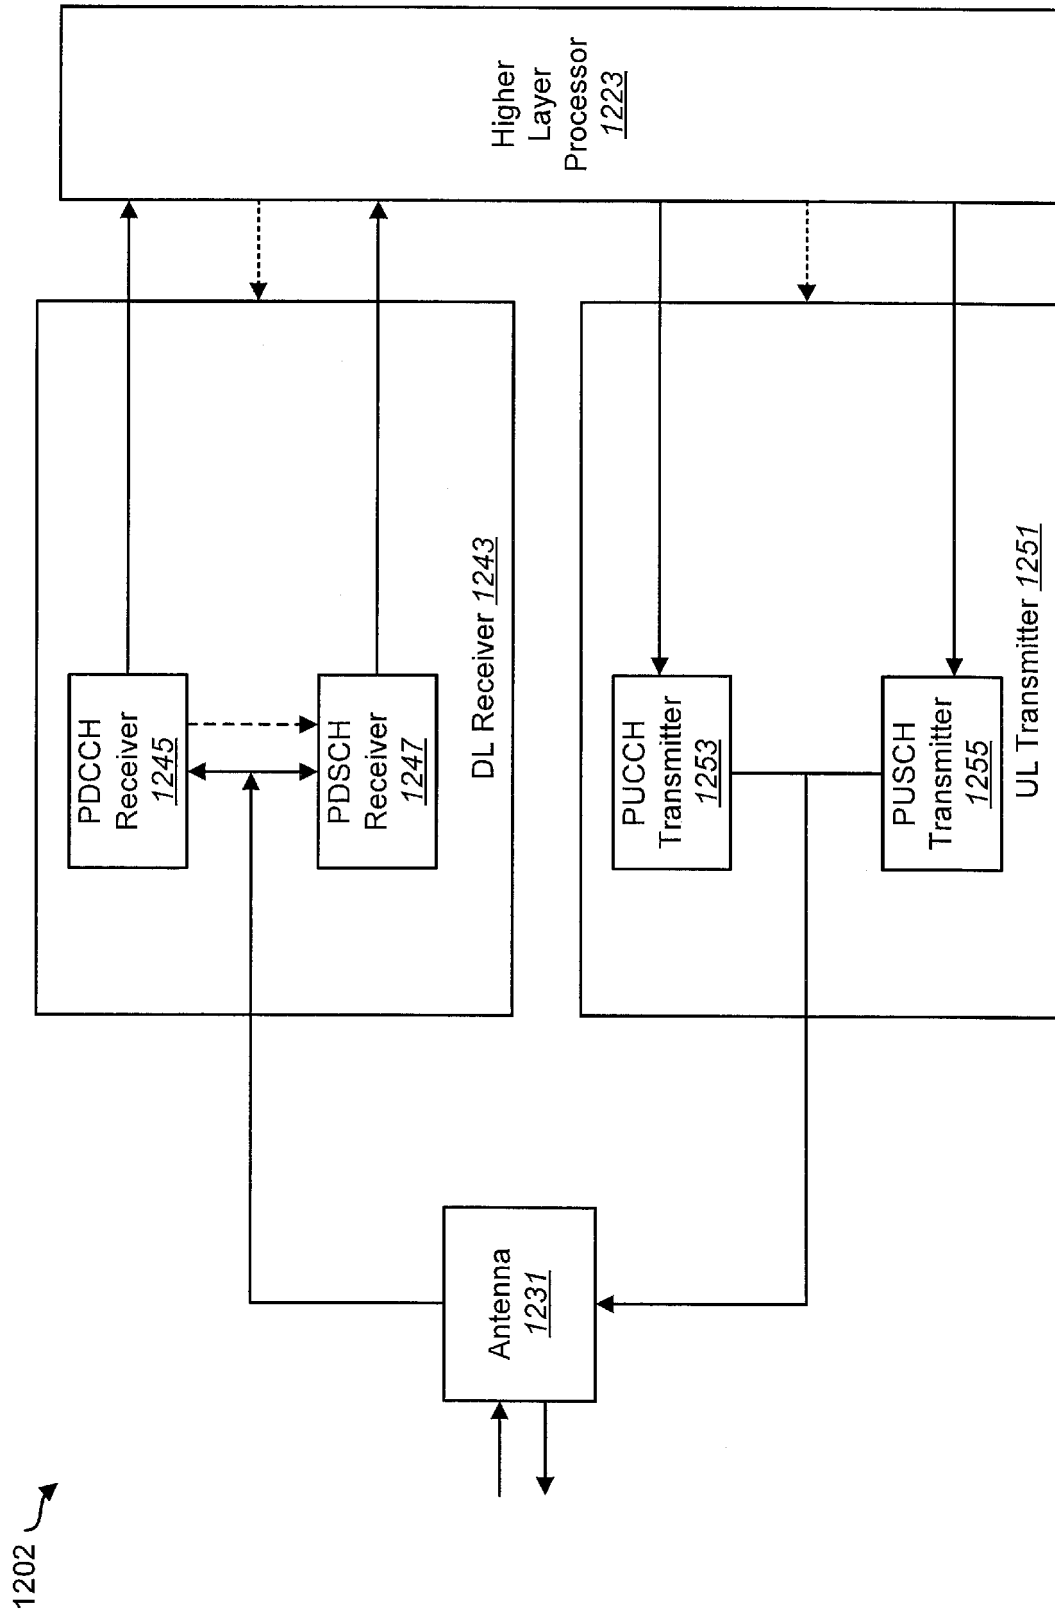 1202
Antenna
1231
PDCCH
Receiver
1245
PDSCH
Receiver
1247
DL Receiver 1243
PUCCH
Transmitter
1253
PUSCH
Transmitter
1255
UL Transmitter 1251
Higher
Layer
Processor
1223